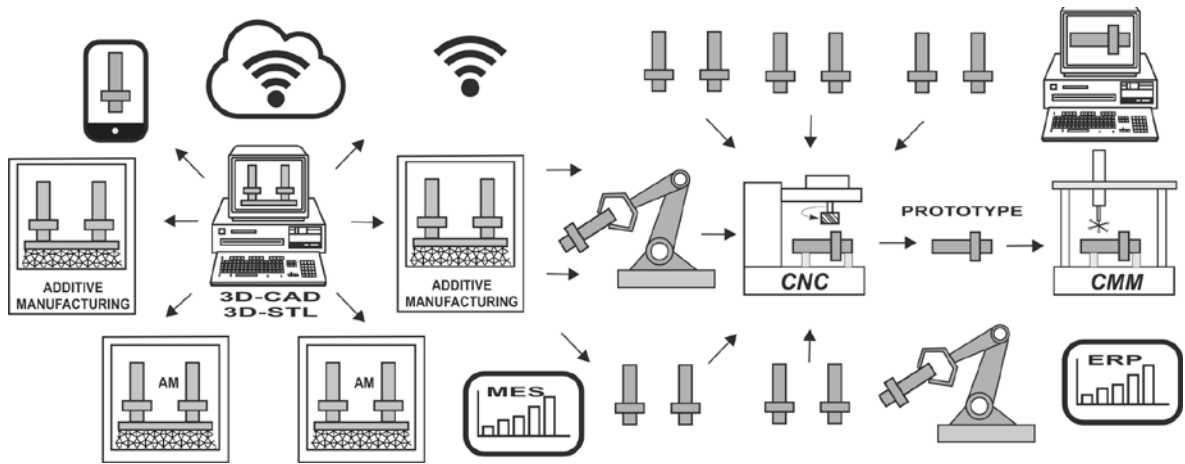 PROTOTYPE
ADDITIVE
MANUFACTURING
3D-CAD
3D-STL
ADDITIVE
MANUFACTURING
CNC
CMM
AM
AM
MES
ERP